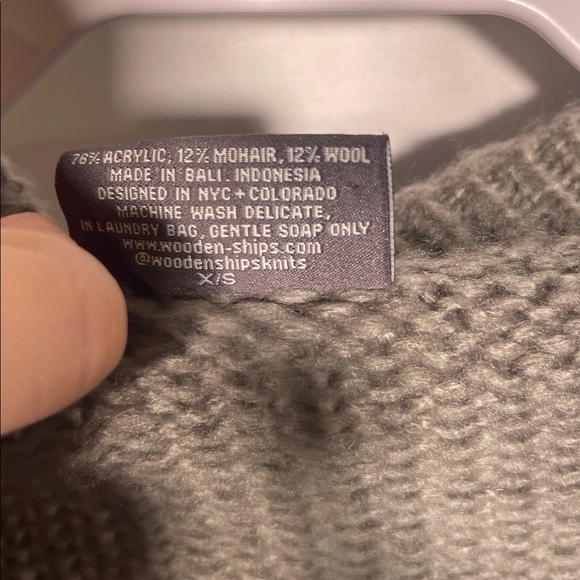 76% ACRYLIC, 12% MOHAIR, 12% WOOL
MADE IN BALI. INDONESIA
DESIGNED IN NYC + COLORADO
MACHINE WASH DELICATE,
IN LAUNDRY BAG, GENTLE SOAP ONLY
www.wooden-ships.com
@woodenshipsknits
X/S